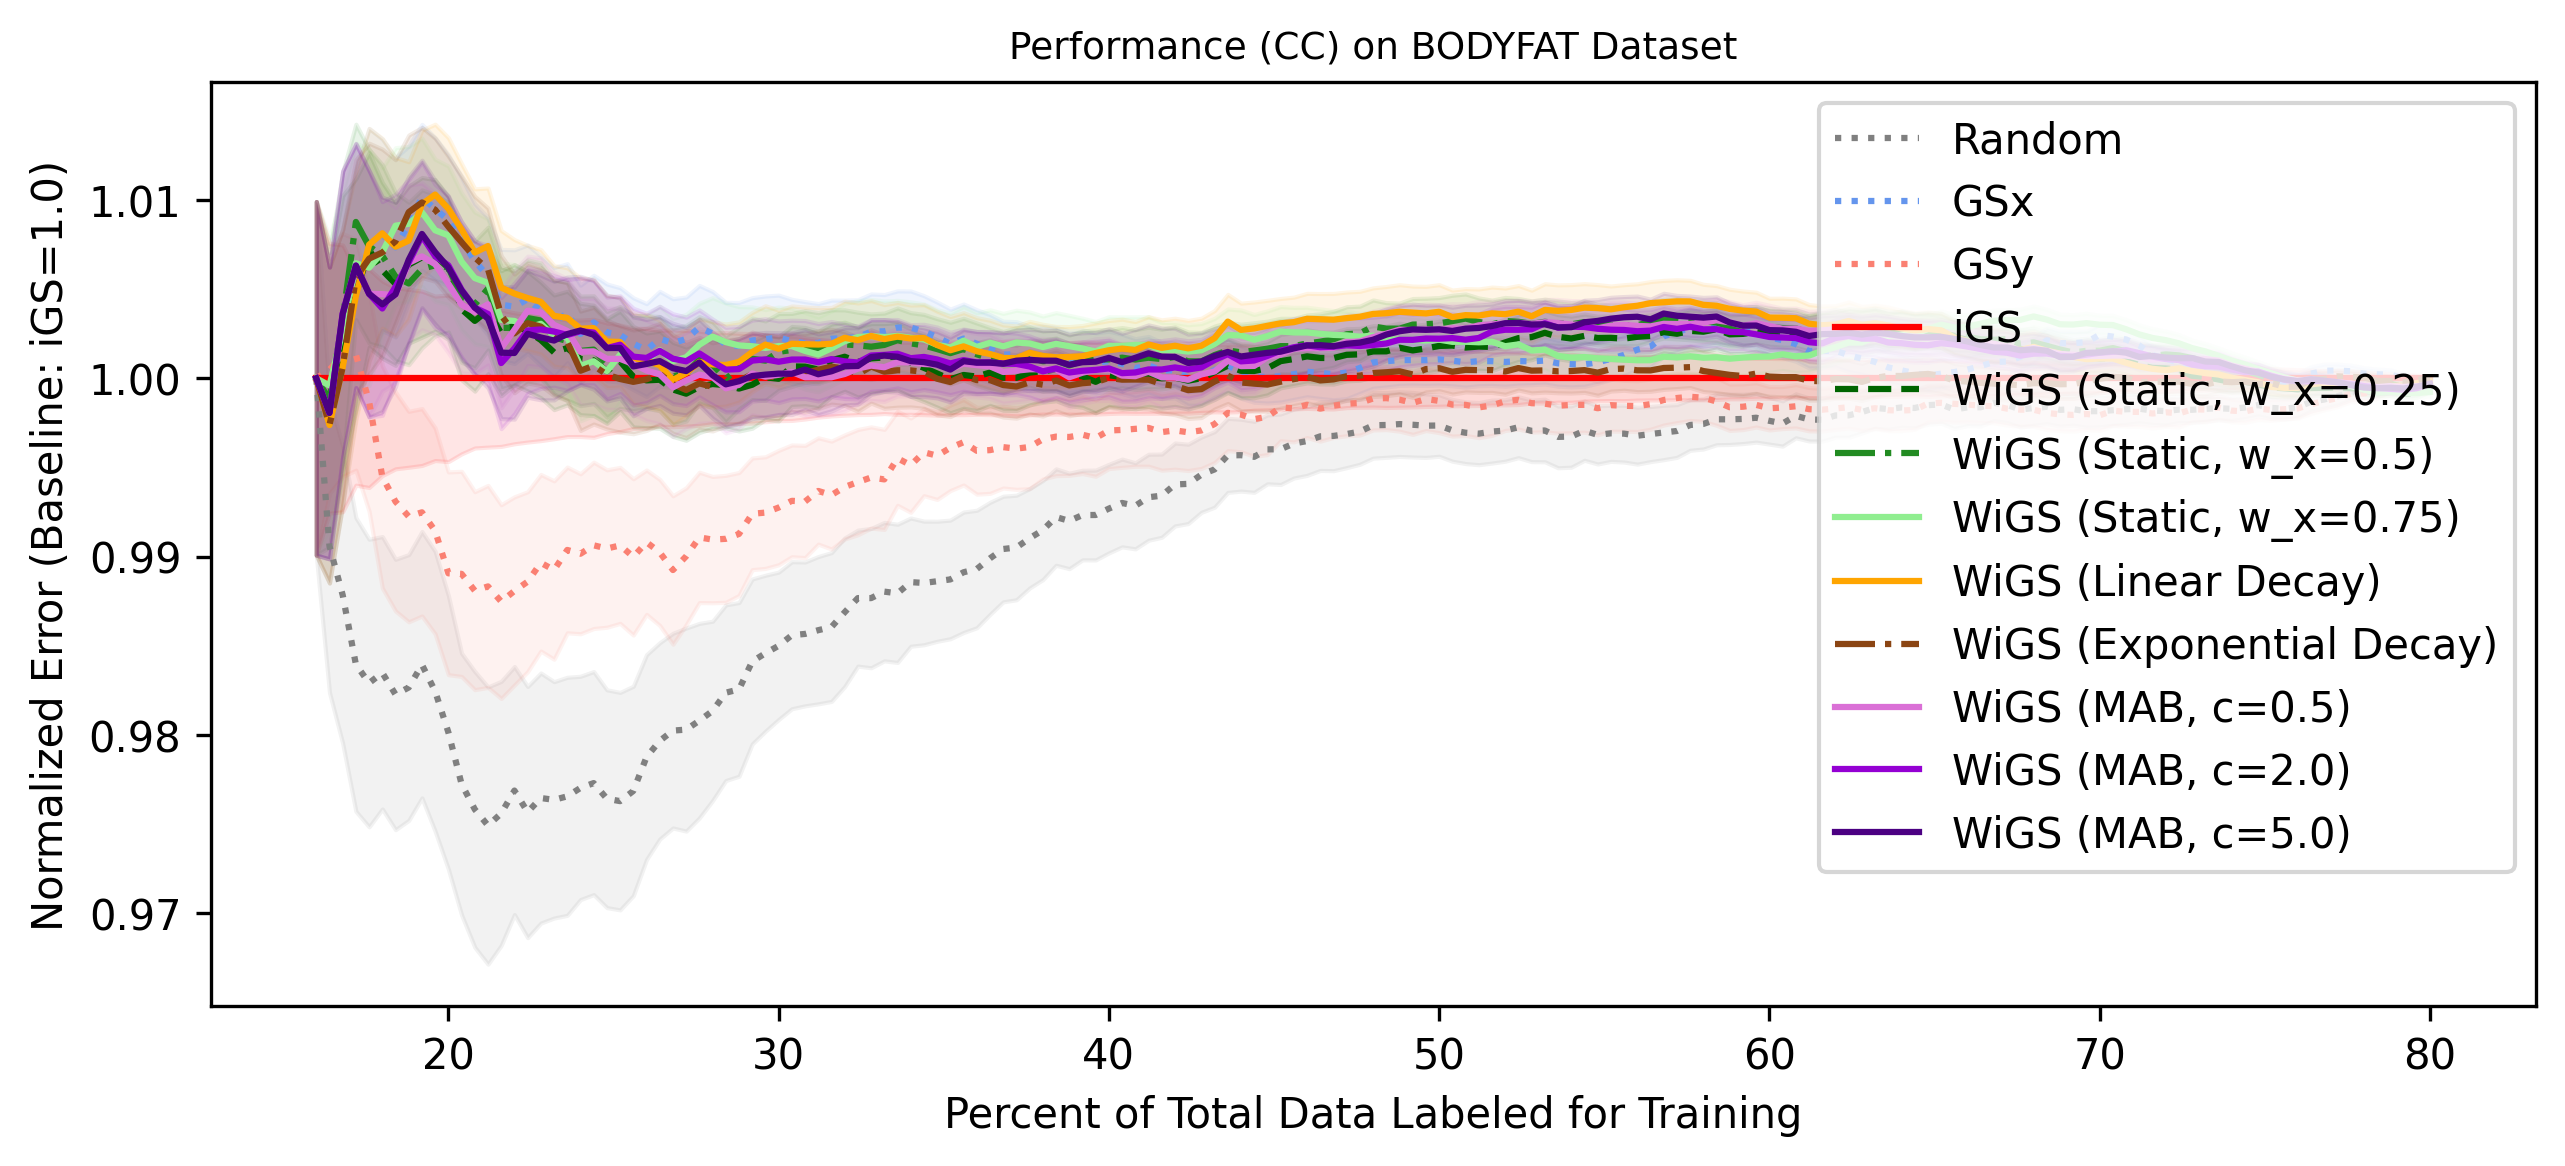 Performance (CC) on BODYFAT Dataset
Normalized Error (Baseline: iGS=1.0)
1.01
1.00
0.99
0.98
0.97
Random
GSx
GSy
iGS
WiGS (Static, w_x=0.25)
WiGS (Static, w_x=0.5)
WiGS (Static, w_x=0.75)
WiGS (Linear Decay)
WiGS (Exponential Decay)
WiGS (MAB, c=0.5)
WiGS (MAB, c=2.0)
WiGS (MAB, c=5.0)
20 30 40 50 60 70 80
Percent of Total Data Labeled for Training